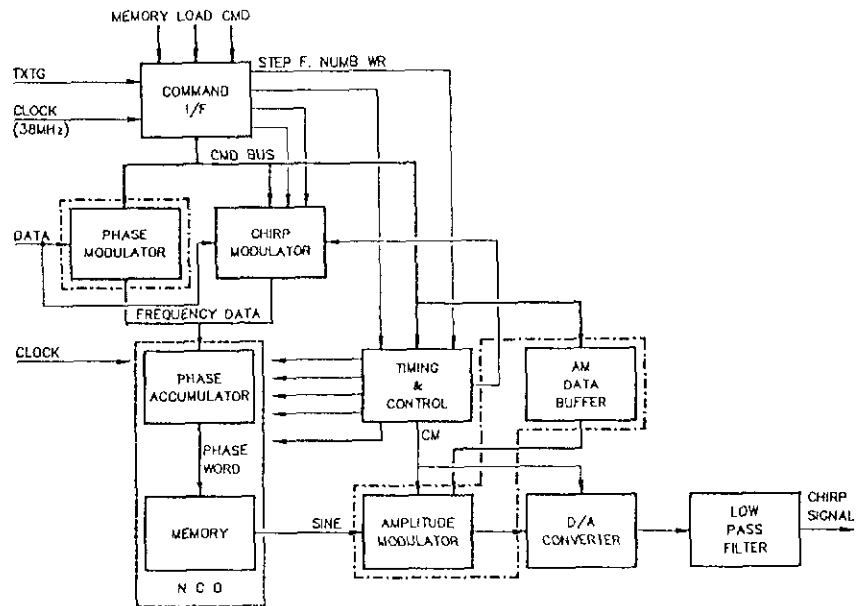 MEMORY LOAD CMD
STEP F. NUMB WR
TXTG
COMMAND
I/F
CLOCK
(38MHz)
CMD BUS
DATA
PHASE
MODULATOR
CHIRP
MODULATOR
FREQUENCY DATA
CLOCK
PHASE
ACCUMULATOR
TIMING
&
CONTROL
AM
DATA
BUFFER
CM
PHASE
WORD
MEMORY
SINE
AMPLITUDE
MODULATOR
D/A
CONVERTER
LOW
PASS
FILTER
CHIRP
SIGNAL
N C O